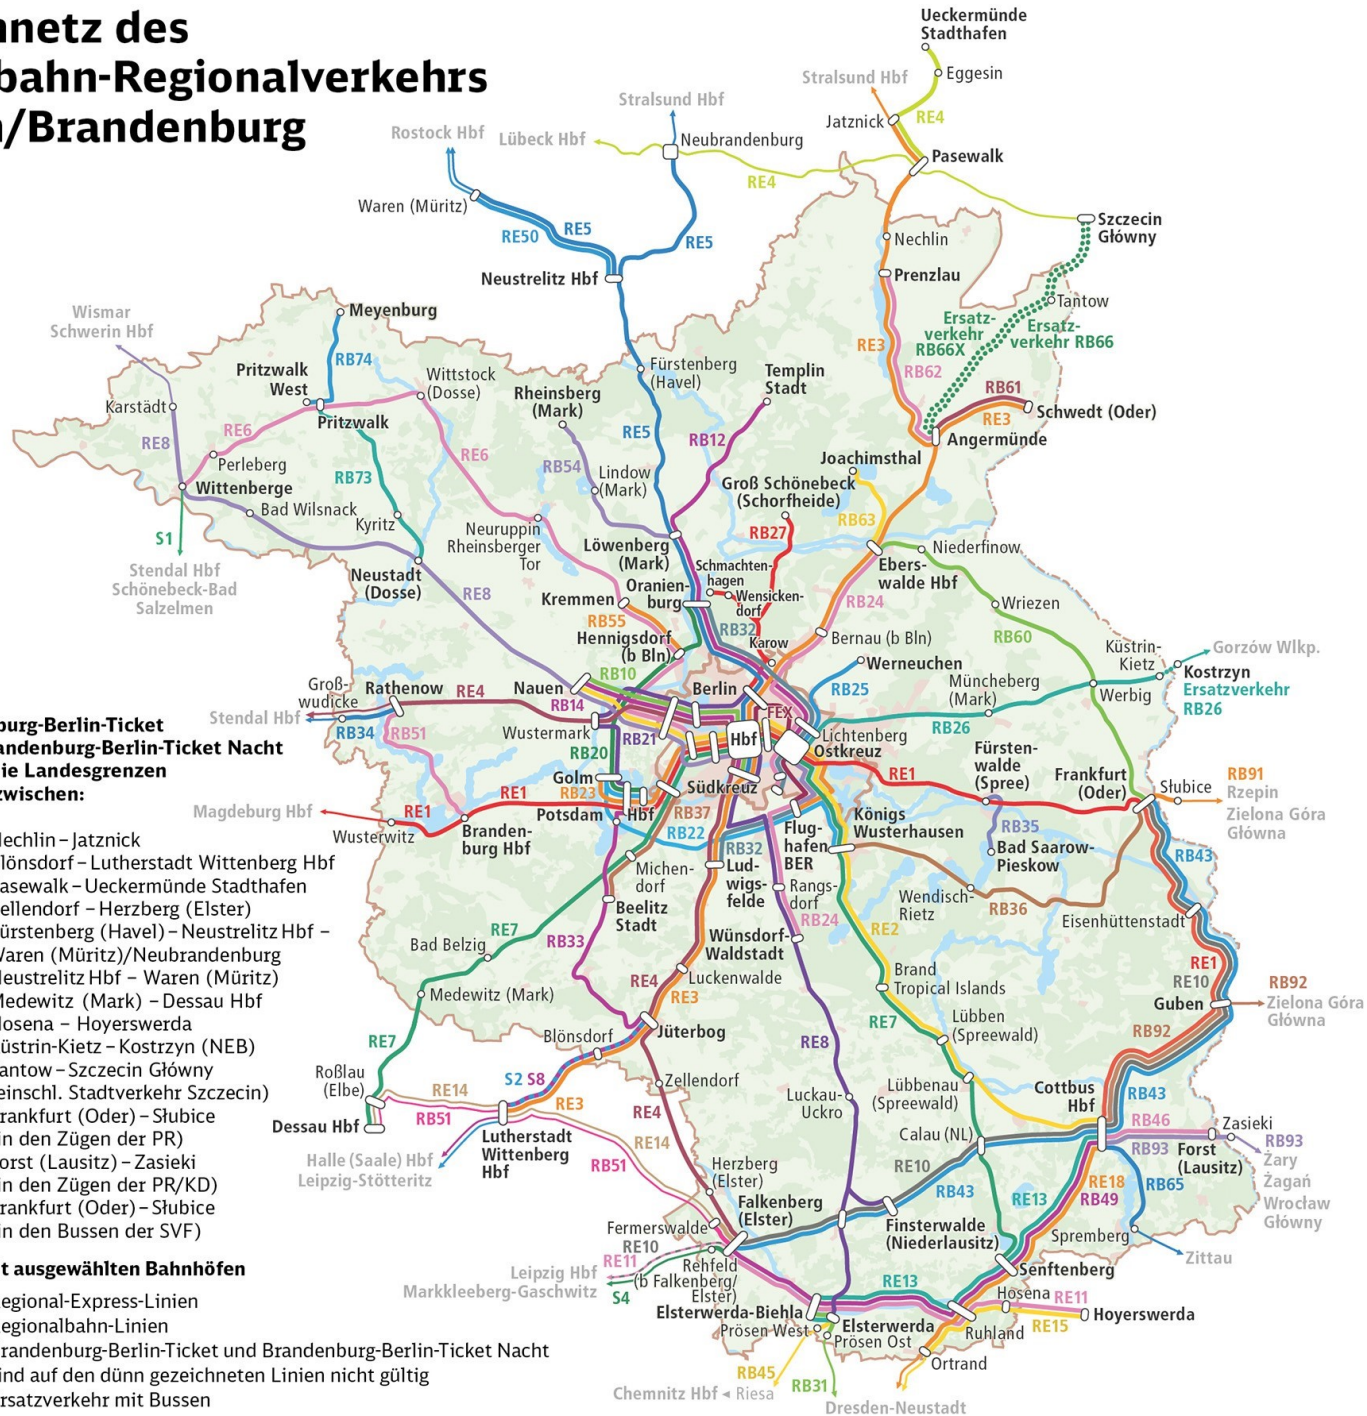 nnetz des
bahn-Regionalverkehrs
n/Brandenburg
Ueckermünde
Stadthafen
Eggesin
Stralsund Hbf
Jatznick
RE4
Pasewalk
Stralsund Hbf
Rostock Hbf
Lübeck Hbf
Neubrandenburg
RE4
Waren (Müritz)
RE50
RE5
RE5
Szczecin
Główny
Nechlin
Neustrelitz Hbf
Prenzlau
Tantow
Wismar
Schwerin Hbf
Meyenburg
Ersatz-
verkehr
RB66X
Ersatz-
verkehr RB66
RE3
RB62
RB74
Pritzwalk
West
Wittstock
(Dosse)
Fürstenberg
(Havel)
Templin
Stadt
Rheinsberg
(Mark)
RB61
RE3
Schwedt (Oder)
Karstädt
RE8
RE6
Pritzwalk
RE5
RB12
Angermünde
Perleberg
RE6
RB54
Joachimsthal
Wittenberge
RB73
Lindow
(Mark)
Groß Schönebeck
(Schorfheide)
Bad Wilsnack
Kyritz
RB63
RB27
S1
Neuruppin
Rheinsberger
Tor
Löwenberg
(Mark)
Niederfinow
Stendal Hbf
Schönebeck-Bad
Salzelmen
Neustadt
(Dosse)
Schmachten-
hagen
Ebers-
walde Hbf
RE8
Oranien-
burg
Wensicken-
dorf
Kremmen
RB24
Wriezen
RB55
RB32
Karow
Bernau (b Bln)
RB60
Hennigsdorf
(b Bln)
Küstrin-
Kietz
Gorzów Wlkp.
RB10
Werneuchen
Kostrzyn
Ersatzverkehr
RB26
Groß-
wudicke
Rathenow
RE4
Nauen
Berlin
RB25
Müncheberg
(Mark)
Werbig
RB14
Stendal Hbf
FEX
RB26
RB34
RB51
Wustermark
RB21
Hbf
Lichtenberg
Ostkreuz
burg-Berlin-Ticket
andenburg-Berlin-Ticket Nacht
ie Landesgrenzen
zwischen:
RB20
Fürsten-
walde
(Spree)
Golm
RE1
Frankfurt
(Oder)
Słubice
RB91
Rzepin
Zielona Góra
Główna
RB23
Südkreuz
Magdeburg Hbf
RE1
RE1
Potsdam
Hbf
RB37
Königs
Wusterhausen
Wusterwitz
Branden-
burg Hbf
RB22
Flug-
hafen
BER
RB35
RB43
RB32
Bad Saarow-
Pieskow
Michen-
dorf
Lud-
wigs-
felde
Rangs-
dorf
Wendisch-
Rietz
RB36
Beelitz
Stadt
RB24
Eisenhüttenstadt
RE7
RB33
Wünsdorf-
Waldstadt
RE2
Bad Belzig
RE1
RE10
Guben
RB92
Zielona Góra
Główna
Medewitz (Mark)
RE4
RE3
Luckenwalde
Brand
Tropical Islands
RE7
RB92
Blönsdorf
Jüterbog
RE7
Lübben
(Spreewald)
RE8
Roßlau
(Elbe)
S2 S8
Zellendorf
Luckau-
Uckro
Lübbenau
(Spreewald)
Cottbus
Hbf
RB43
RE14
RB51
RE3
RE4
Calau (NL)
RB46
RB93
Zasieki
Forst
(Lausitz)
RB93
Żary
Żagań
Wrocław
Główny
Dessau Hbf
Lutherstadt
Wittenberg
Hbf
RE14
RB51
Halle (Saale) Hbf
Leipzig-Stötteritz
RE10
RB43
RE18
RB49
RB65
RE13
Herzberg
(Elster)
Falkenberg
(Elster)
Finsterwalde
(Niederlausitz)
Spremberg
Zittau
Fermerswalde
RE10
RE11
Leipzig Hbf
Markkleeberg-Gaschwitz
S4
Rehfeld
(b Falkenberg/
Elster)
Senftenberg
RE13
Hosena
RE11
Hoyerswerda
RE15
Elsterwerda-Biehla
Prösen West
Elsterwerda
Prösen Ost
Ruhland
Ortrand
RB45
Chemnitz Hbf ◂ Riesa
RB31
Dresden-Neustadt
Nechlin – Jatznick
lönsdorf – Lutherstadt Wittenberg Hbf
asewalk – Ueckermünde Stadthafen
ellendorf – Herzberg (Elster)
ürstenberg (Havel) – Neustrelitz Hbf –
Waren (Müritz)/Neubrandenburg
Neustrelitz Hbf – Waren (Müritz)
Medewitz (Mark) – Dessau Hbf
Hosena – Hoyerswerda
üstrin-Kietz – Kostrzyn (NEB)
antow – Szczecin Główny
einschl. Stadtverkehr Szczecin)
rankfurt (Oder) – Słubice
in den Zügen der PR)
orst (Lausitz) – Zasieki
in den Zügen der PR/KD)
rankfurt (Oder) – Słubice
in den Bussen der SVF)
t ausgewählten Bahnhöfen
egional-Express-Linien
egionalbahn-Linien
randenburg-Berlin-Ticket und Brandenburg-Berlin-Ticket Nacht
ind auf den dünn gezeichneten Linien nicht gültig
rsatzverkehr mit Bussen